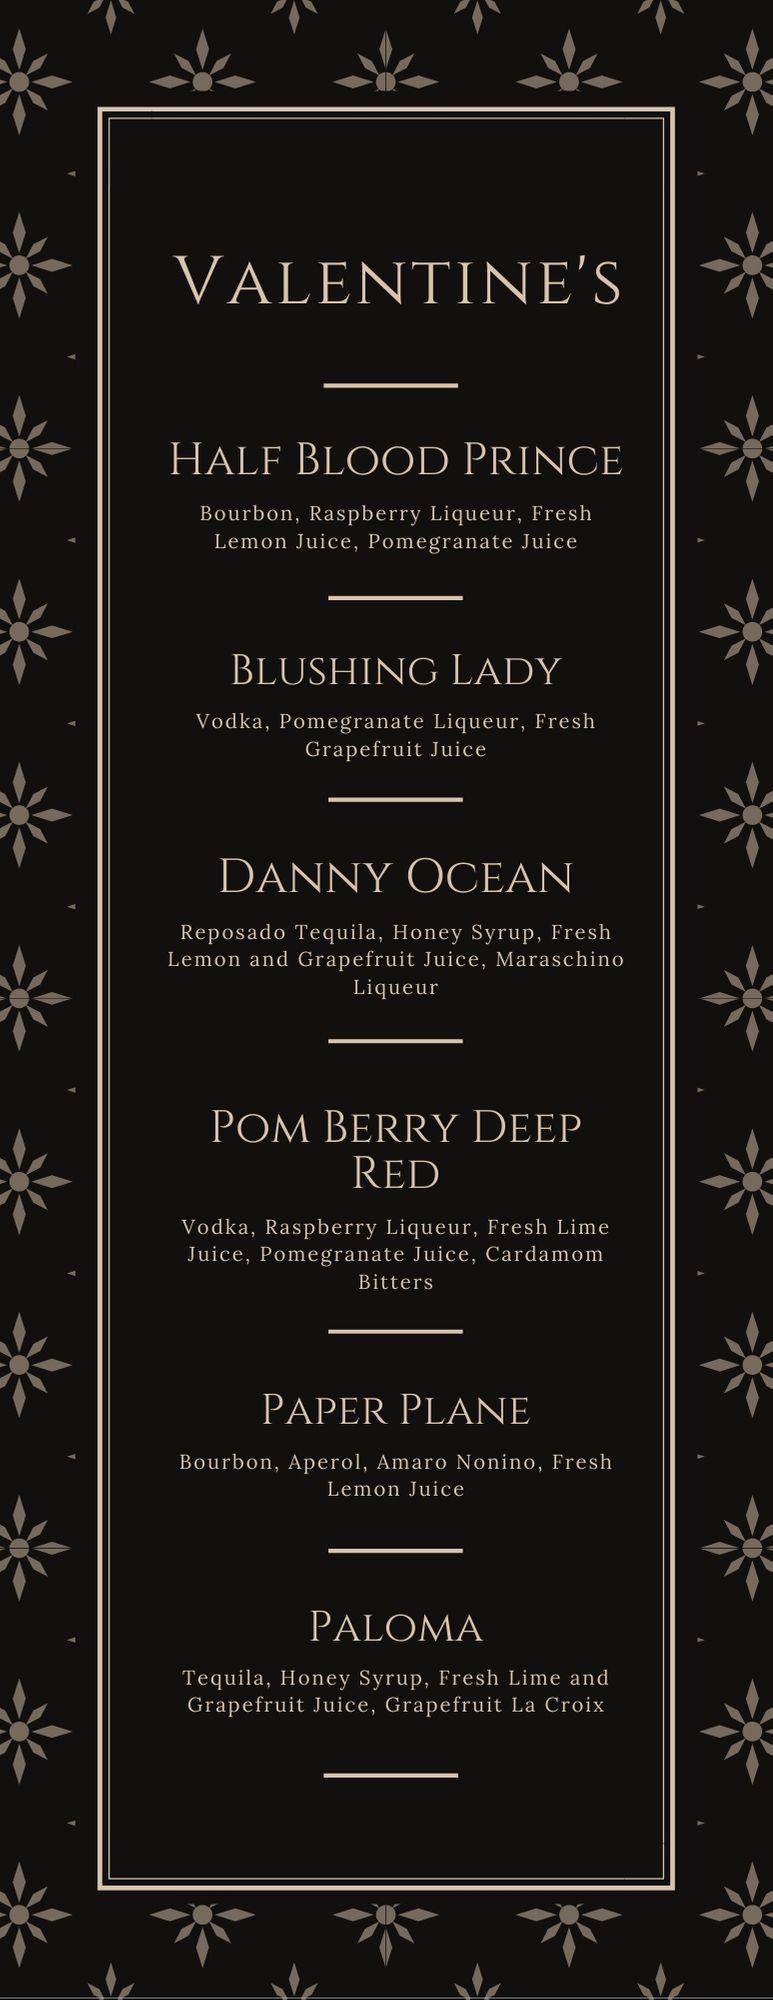 Valentine's
Half Blood Prince
Bourbon, Raspberry Liqueur, Fresh
Lemon Juice, Pomegranate Juice
Blushing Lady
Vodka, Pomegranate Liqueur, Fresh
Grapefruit Juice
Danny Ocean
Reposado Tequila, Honey Syrup, Fresh
Lemon and Grapefruit Juice, Maraschino
Liqueur
Pom Berry Deep
Red
Vodka, Raspberry Liqueur, Fresh Lime
Juice, Pomegranate Juice, Cardamom
Bitters
Paper Plane
Bourbon, Aperol, Amaro Nonino, Fresh
Lemon Juice
Paloma
Tequila, Honey Syrup, Fresh Lime and
Grapefruit Juice, Grapefruit La Croix